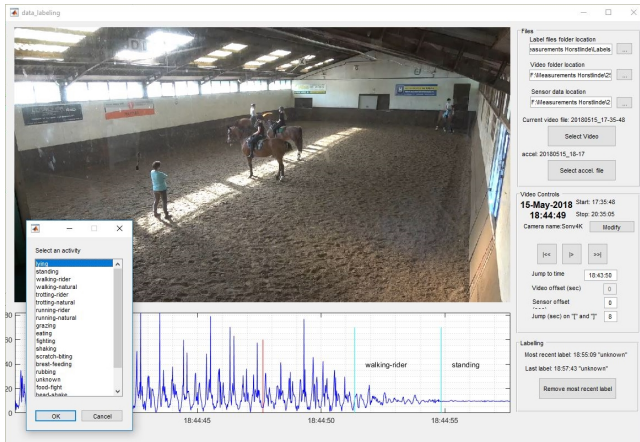 data_labeling
Files
Label files folder location
easurements Horstlinde\Labels
...
Video folder location
F:\Measurements Horstlinde\2!
...
Sensor data location
F:\Measurements Horstlinde\2
...
Current video file: 20180515_17-35-48
Select Video
accel: 20180515_18-17
Select accel. file
Video Controls
15-May-2018
Start: 17:35:48
18:44:49
Stop: 20:35:05
Camera name:Sony4K
Modify
|<<
|>
>>|
Jump to time
18:43:50
Video offset (sec)
0
Sensor offset
0
Jump (sec) on "[" and "]"
8
Labelling
Most recent label: 18:55:09 "unknown"
Last label: 18:57:43 "unknown"
Remove most recent label
Select an activity
lying
standing
walking-rider
walking-natural
trotting-rider
trotting-natural
running-rider
running-natural
grazing
eating
fighting
shaking
scratch-biting
breast-feeding
rubbing
unknown
food-fight
head-shake
OK
Cancel
80
60
40
20
0
walking-rider
standing
18:44:45
18:44:50
18:44:55